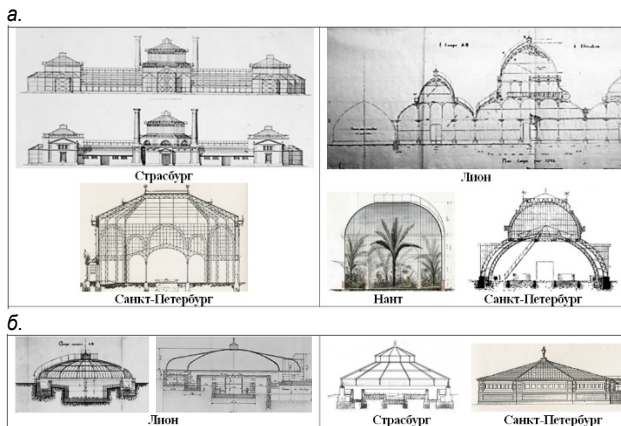 а.
Страсбург
Лион
Санкт-Петербург
Нант
Санкт-Петербург
б.
Лион
Страсбург
Санкт-Петербург